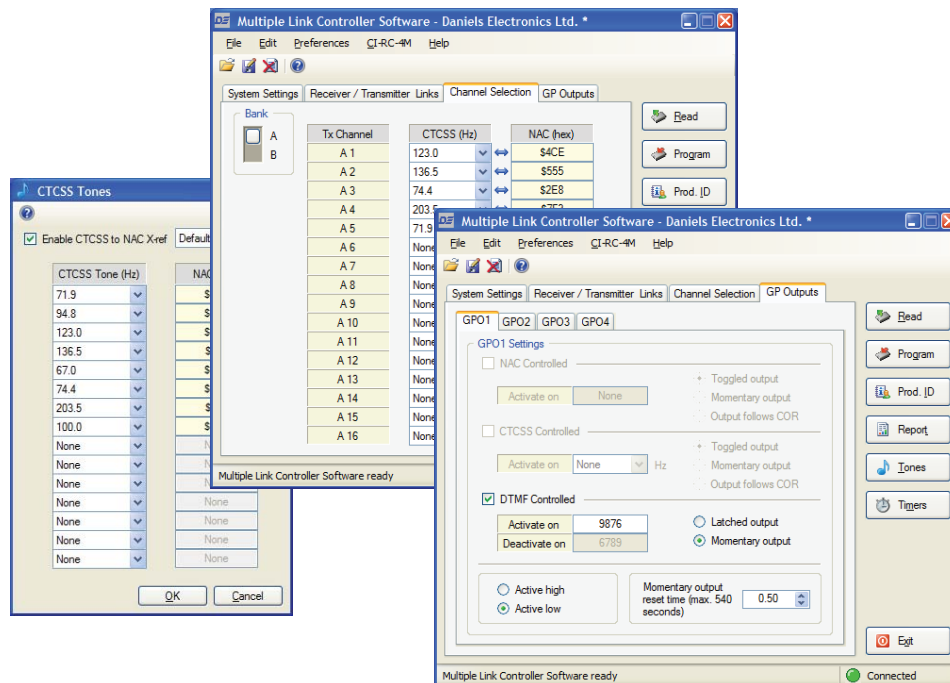 Multiple Link Controller Software - Daniels Electronics Ltd. *
File Edit Preferences CI-RC-4M Help
System Settings Receiver / Transmitter Links Channel Selection GP Outputs
Bank
A
B
Tx Channel CTCSS (Hz) NAC (hex)
A 1 123.0 $4CE
A 2 136.5 $555
A 3 74.4 $2E8
A 4 203.5
A 5 71.9
A 6 None
A 7 None
A 8 None
A 9 None
A 10 None
A 11 None
A 12 None
A 13 None
A 14 None
A 15 None
A 16 None
Read
Program
Prod. ID
Multiple Link Controller Software ready
CTCSS Tones
Enable CTCSS to NAC X-ref Default
CTCSS Tone (Hz) NAC
71.9 $
94.8 $
123.0 $
136.5 $
67.0 $
74.4 $
203.5 $
100.0 $
None
None
None
None None
None None
None None
None None
None None
OK Cancel
Multiple Link Controller Software - Daniels Electronics Ltd. *
File Edit Preferences CI-RC-4M Help
System Settings Receiver / Transmitter Links Channel Selection GP Outputs
GPO1 GPO2 GPO3 GPO4
GPO1 Settings
NAC Controlled
Activate on None
Toggled output
Momentary output
Output follows COR
CTCSS Controlled
Activate on None Hz
Toggled output
Momentary output
Output follows COR
DTMF Controlled
Activate on 9876
Deactivate on 6789
Latched output
Momentary output
Active high
Active low
Momentary output
reset time (max. 540
seconds)
0.50
Read
Program
Prod. ID
Report
Tones
Timers
Exit
Multiple Link Controller Software ready
Connected